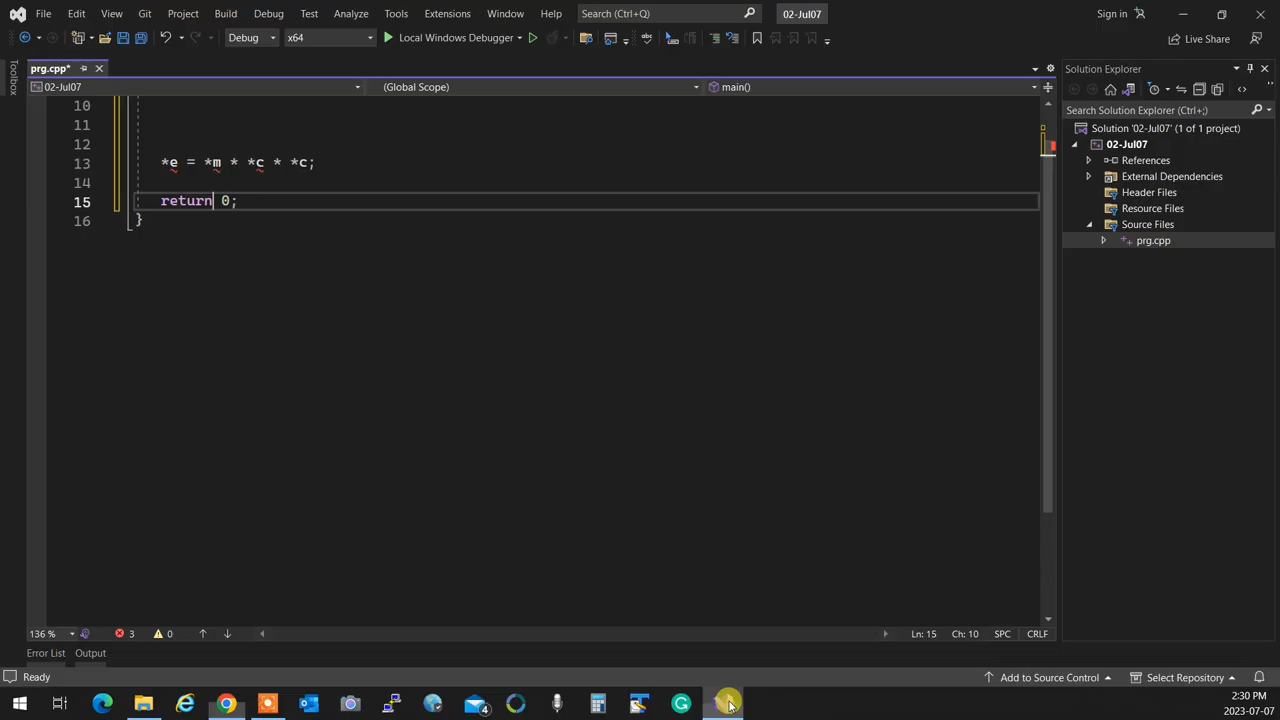 File Edit View Git Project Build Debug Test Analyze Tools Extensions Window Help Search (Ctrl+Q) 02-Jul07 Sign in
Debug x64 Local Windows Debugger Live Share
Toolbox
prg.cpp*
02-Jul07 (Global Scope) main()
10
11
12
13 *e = *m * *c * *c;
14
15 return 0;
16 }
Solution Explorer
Search Solution Explorer (Ctrl+;)
Solution '02-Jul07' (1 of 1 project)
02-Jul07
References
External Dependencies
Header Files
Resource Files
Source Files
prg.cpp
136 % 3 0 Ln: 15 Ch: 10 SPC CRLF
Error List Output
Ready Add to Source Control Select Repository
4
2:30 PM
2023-07-07